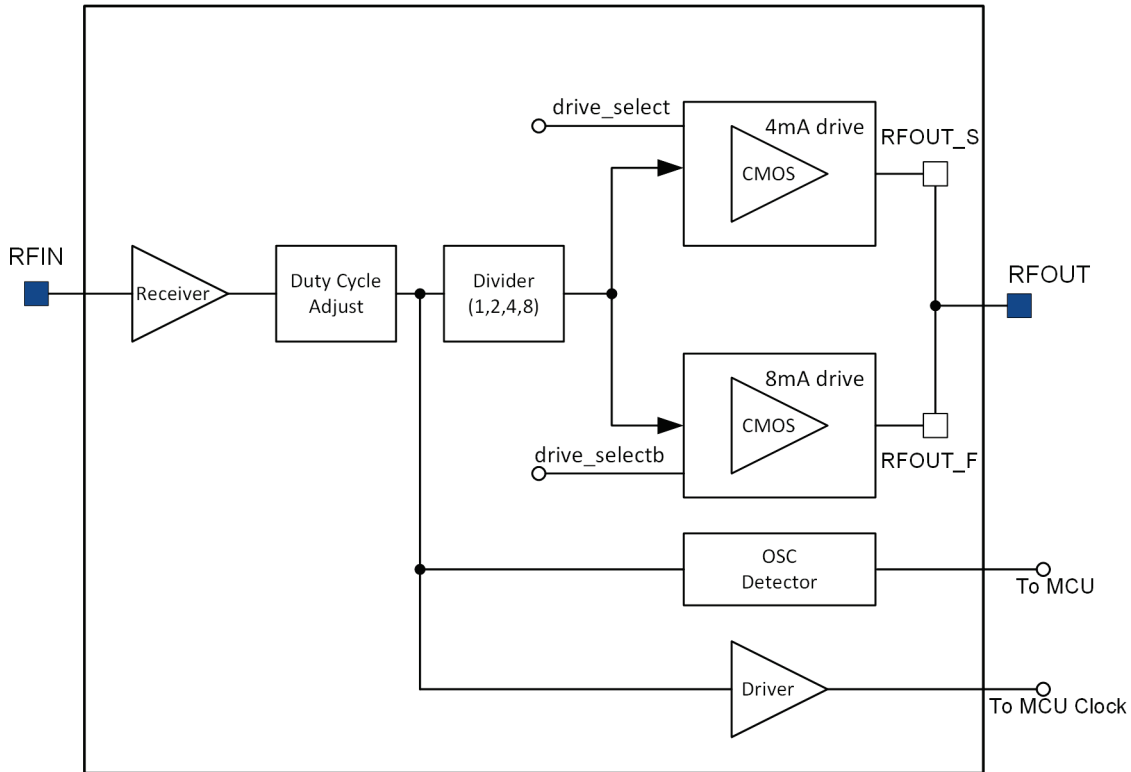 drive_select
4mA drive
CMOS
RFOUT_S
RFIN
Receiver
Duty Cycle
Adjust
Divider
(1,2,4,8)
RFOUT
8mA drive
CMOS
drive_selectb
RFOUT_F
OSC
Detector
To MCU
Driver
To MCU Clock